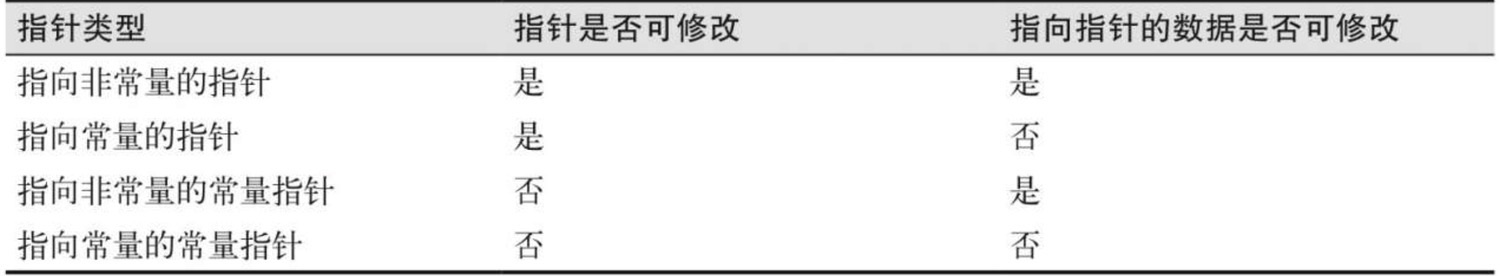 指针类型 指针是否可修改 指向指针的数据是否可修改
指向非常量的指针 是 是
指向常量的指针 是 否
指向非常量的常量指针 否 是
指向常量的常量指针 否 否